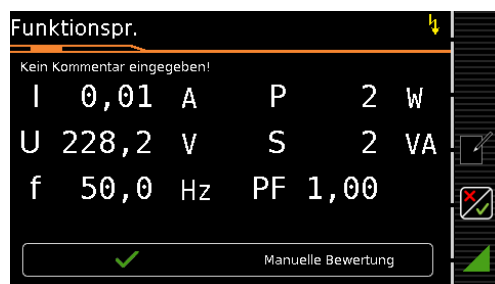 Funktionspr.
Kein Kommentar eingegeben!
I 0,01 A P 2 W
U 228,2 V S 2 VA
f 50,0 Hz PF 1,00
Manuelle Bewertung